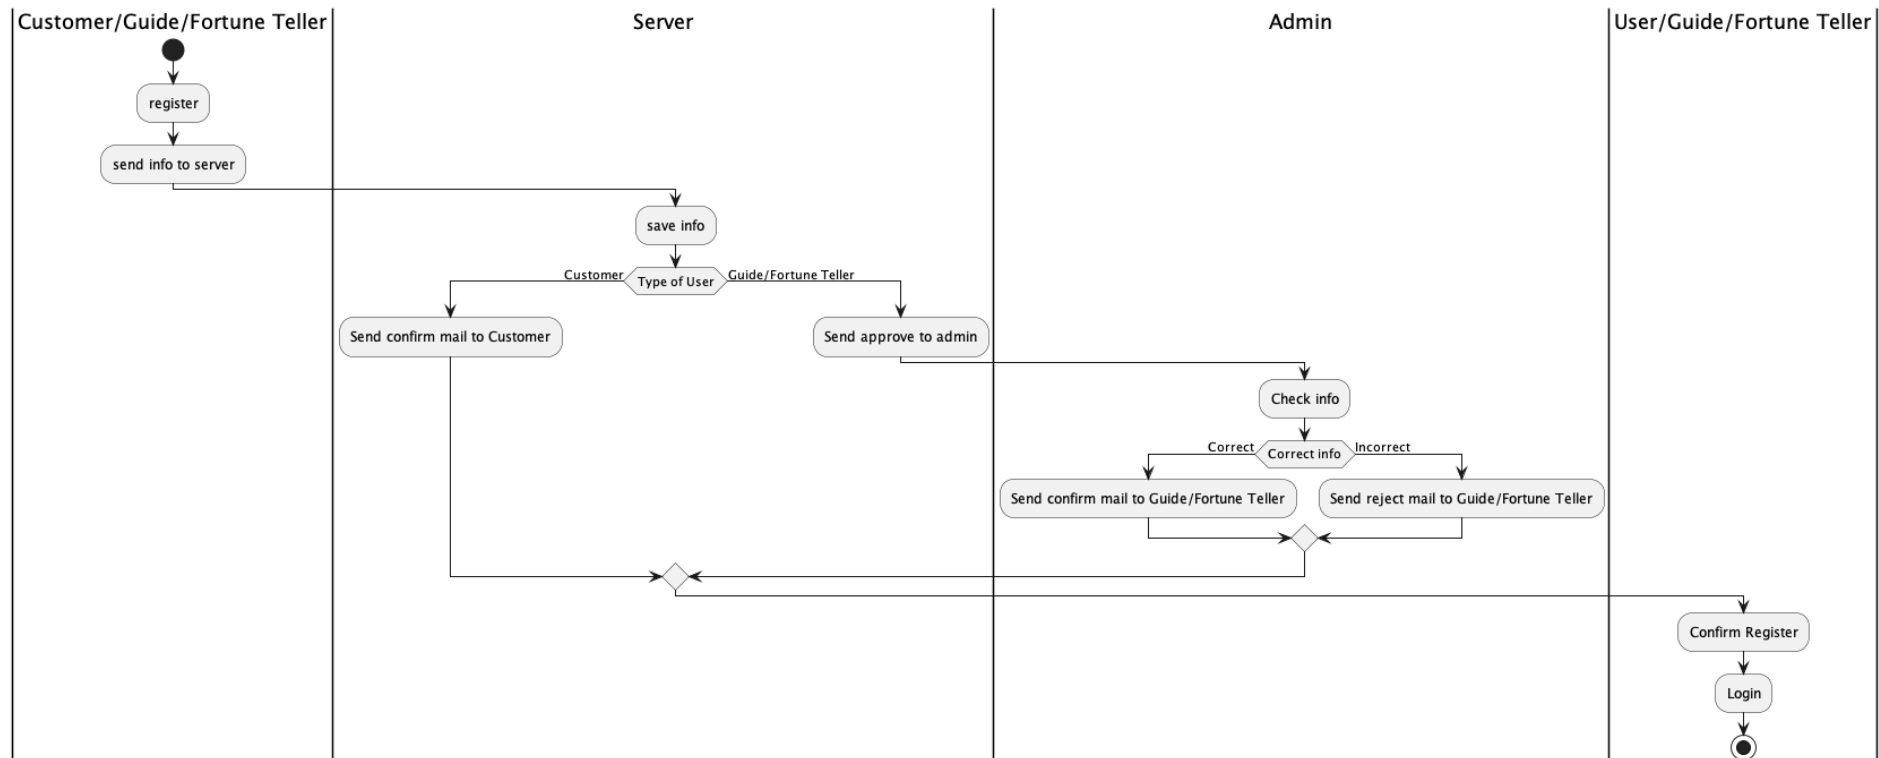 Customer/Guide/Fortune Teller
Server
Admin
User/Guide/Fortune Teller
register
send info to server
save info
Customer
Type of User
Guide/Fortune Teller
Send confirm mail to Customer
Send approve to admin
Check info
Correct
Correct info
Incorrect
Send confirm mail to Guide/Fortune Teller
Send reject mail to Guide/Fortune Teller
Confirm Register
Login